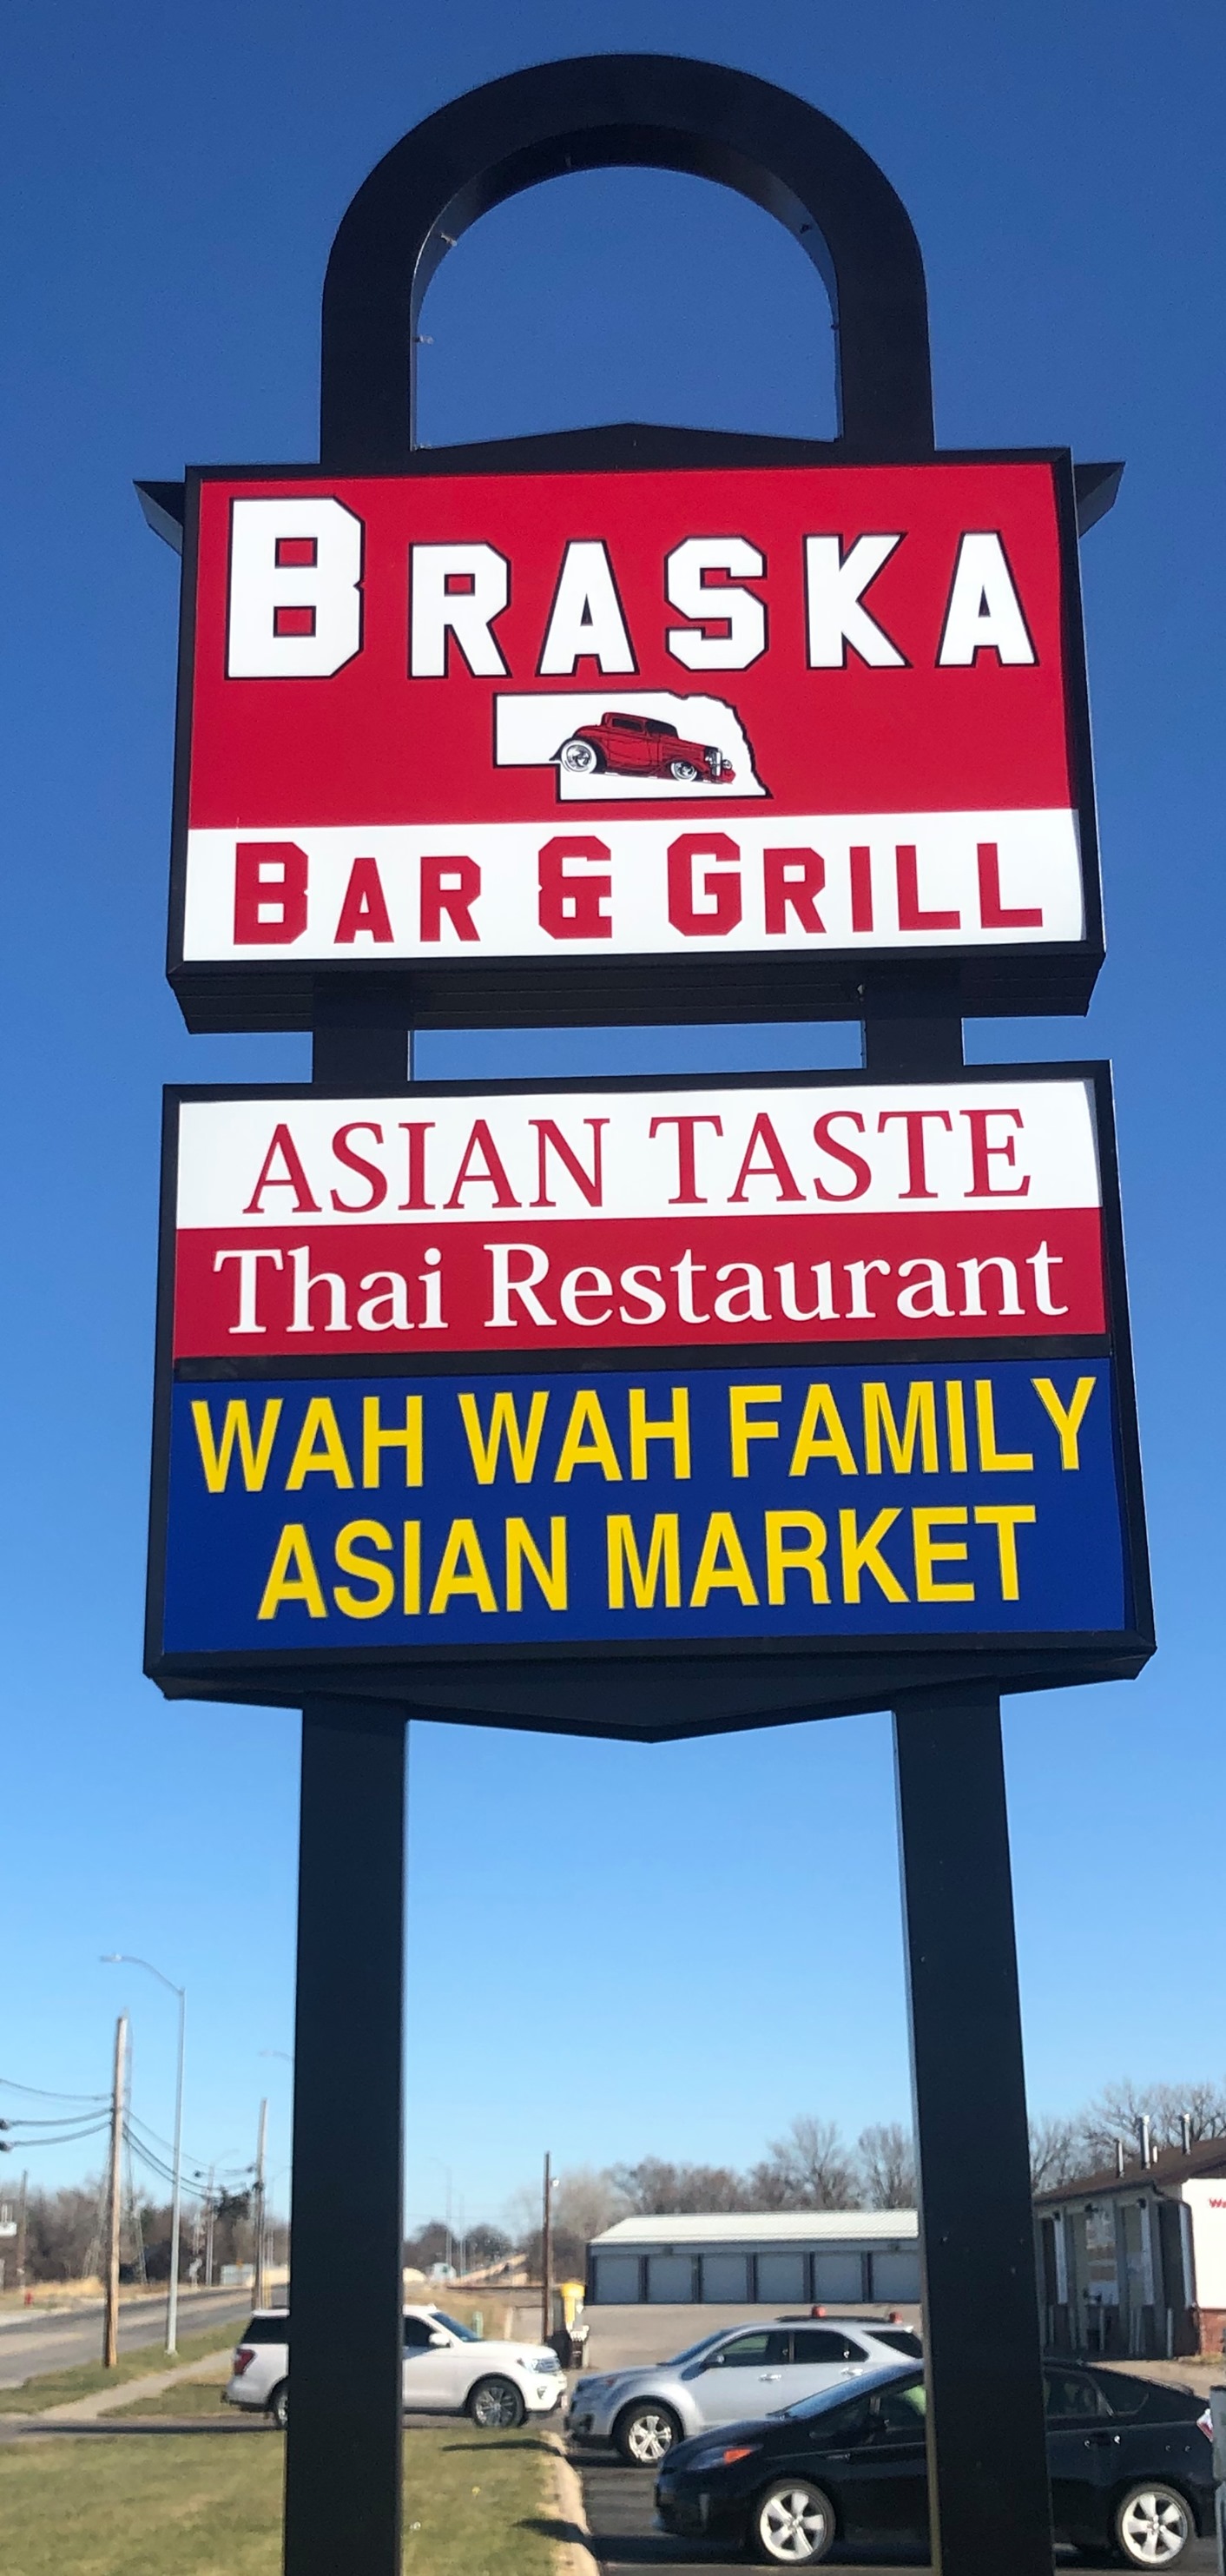 BRASKA
BAR & GRILL
ASIAN TASTE
Thai Restaurant
WAH WAH FAMILY
ASIAN MARKET